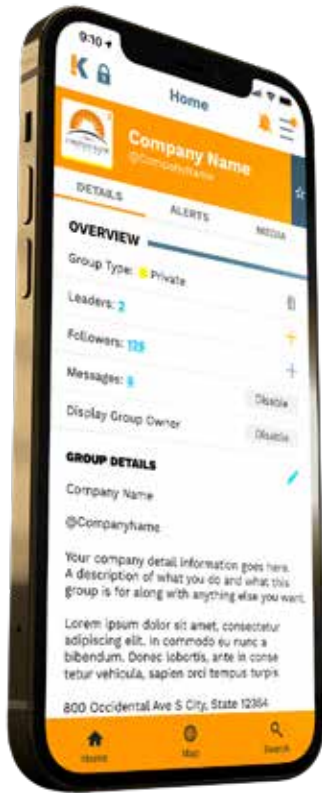 9:10
Home
Company Name
@CompanyName
DETAILS
ALERTS
MEDIA
OVERVIEW
Group Type: Private
Leaders: 2
Followers: 129
Messages:
Disable
Display Group Owner
Disable
GROUP DETAILS
Company Name
@CompanyName
Your company detail information goes here.
A description of what you do and what this
group is for along with anything else you want.
Lorem ipsum dolor sit amet, consectetur
adipiscing elit. In commodo eu nunc a
bibendum. Donec lobortis, ante in conse
tetur vehicula, sapien orci tempus turpis
800 Occidental Ave S City, State 12364
Home
Map
Search